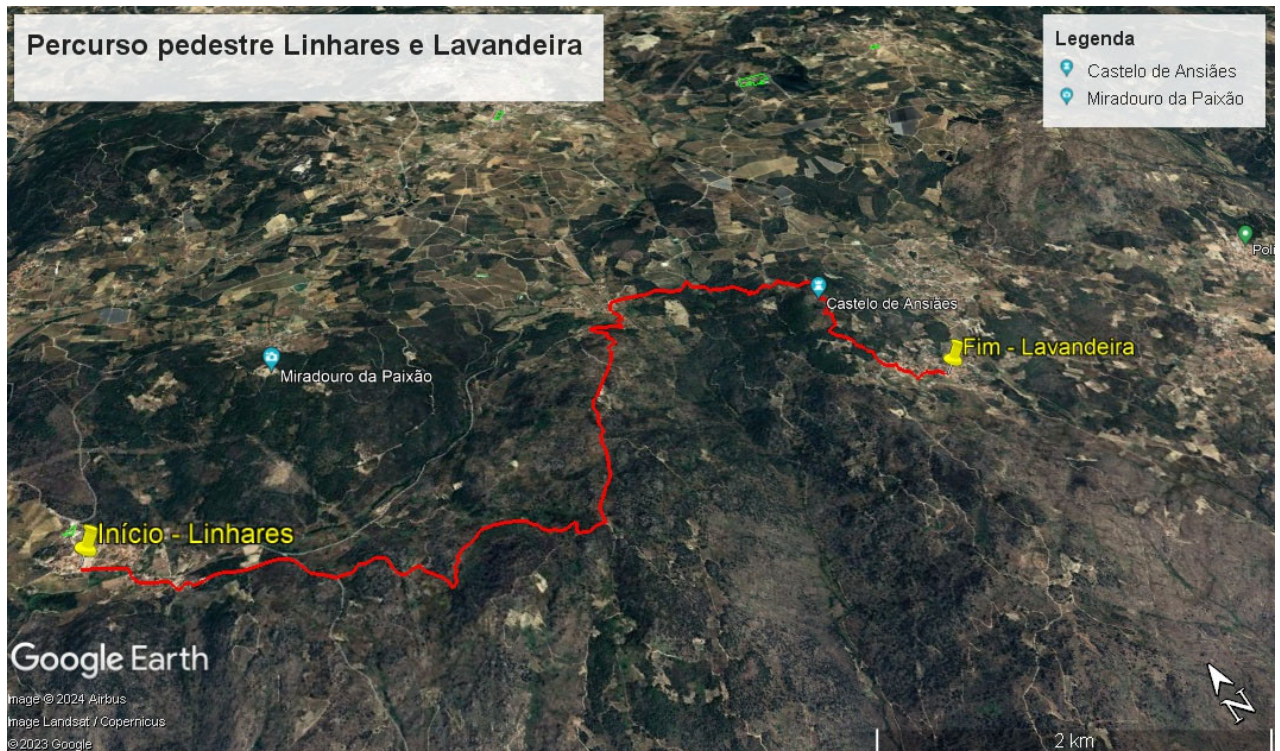 Percurso pedestre Linhares e Lavandeira
Legenda
Castelo de Ansiães
Miradouro da Paixão
Poli
Castelo de Ansiães
Fim - Lavandeira
Miradouro da Paixão
Início - Linhares
Google Earth
Image © 2024 Airbus
Image Landsat / Copernicus
© 2023 Google
N
2 km